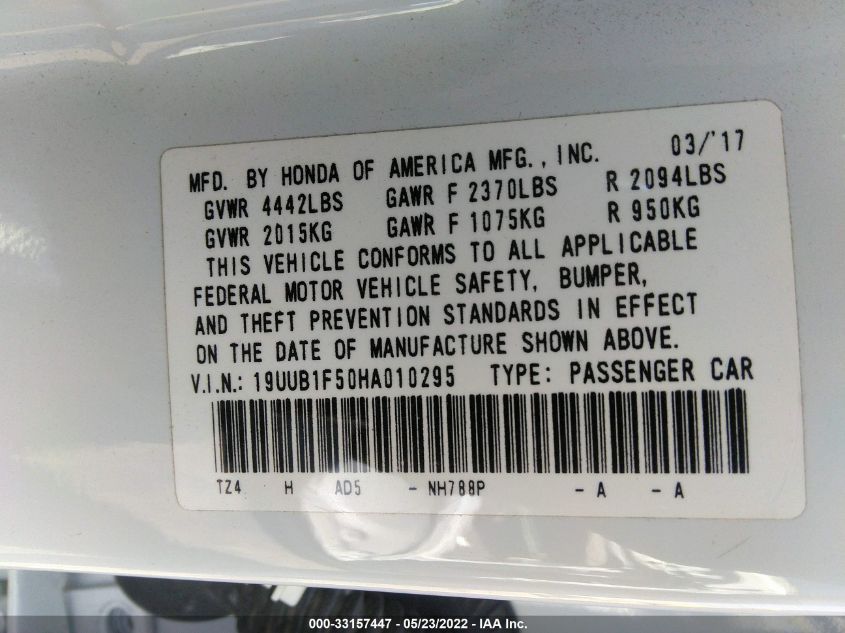 MFD. BY HONDA OF AMERICA MFG., INC. 03/'17
GVWR 4442LBS GAWR F 2370LBS R 2094LBS
GVWR 2015KG GAWR F 1075KG R 950KG
THIS VEHICLE CONFORMS TO ALL APPLICABLE
FEDERAL MOTOR VEHICLE SAFETY, BUMPER,
AND THEFT PREVENTION STANDARDS IN EFFECT
ON THE DATE OF MANUFACTURE SHOWN ABOVE.
V.I.N.: 19UUB1F50HA010295 TYPE: PASSENGER CAR
TZ4 H AD5 - NH788P - A - A
000-33157447 - 05/23/2022 - IAA Inc.